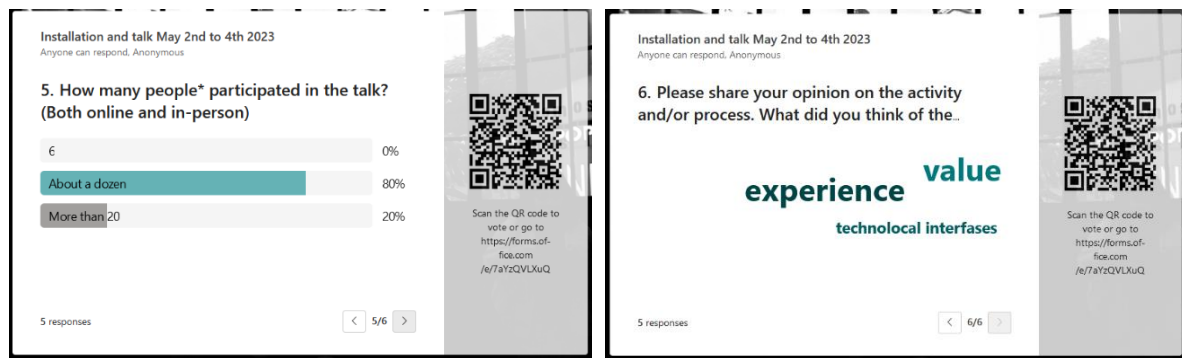 Installation and talk May 2nd to 4th 2023
Anyone can respond, Anonymous
5. How many people* participated in the talk?
(Both online and in-person)
6 0%
About a dozen 80%
More than 20 20%
5 responses
5/6
Scan the QR code to
vote or go to
https://forms.of-
fice.com
/e/7aYzQVLXuQ
Installation and talk May 2nd to 4th 2023
Anyone can respond, Anonymous
6. Please share your opinion on the activity
and/or process. What did you think of the...
value
experience
technolocal interfases
5 responses
6/6
Scan the QR code to
vote or go to
https://forms.of-
fice.com
/e/7aYzQVLXuQ